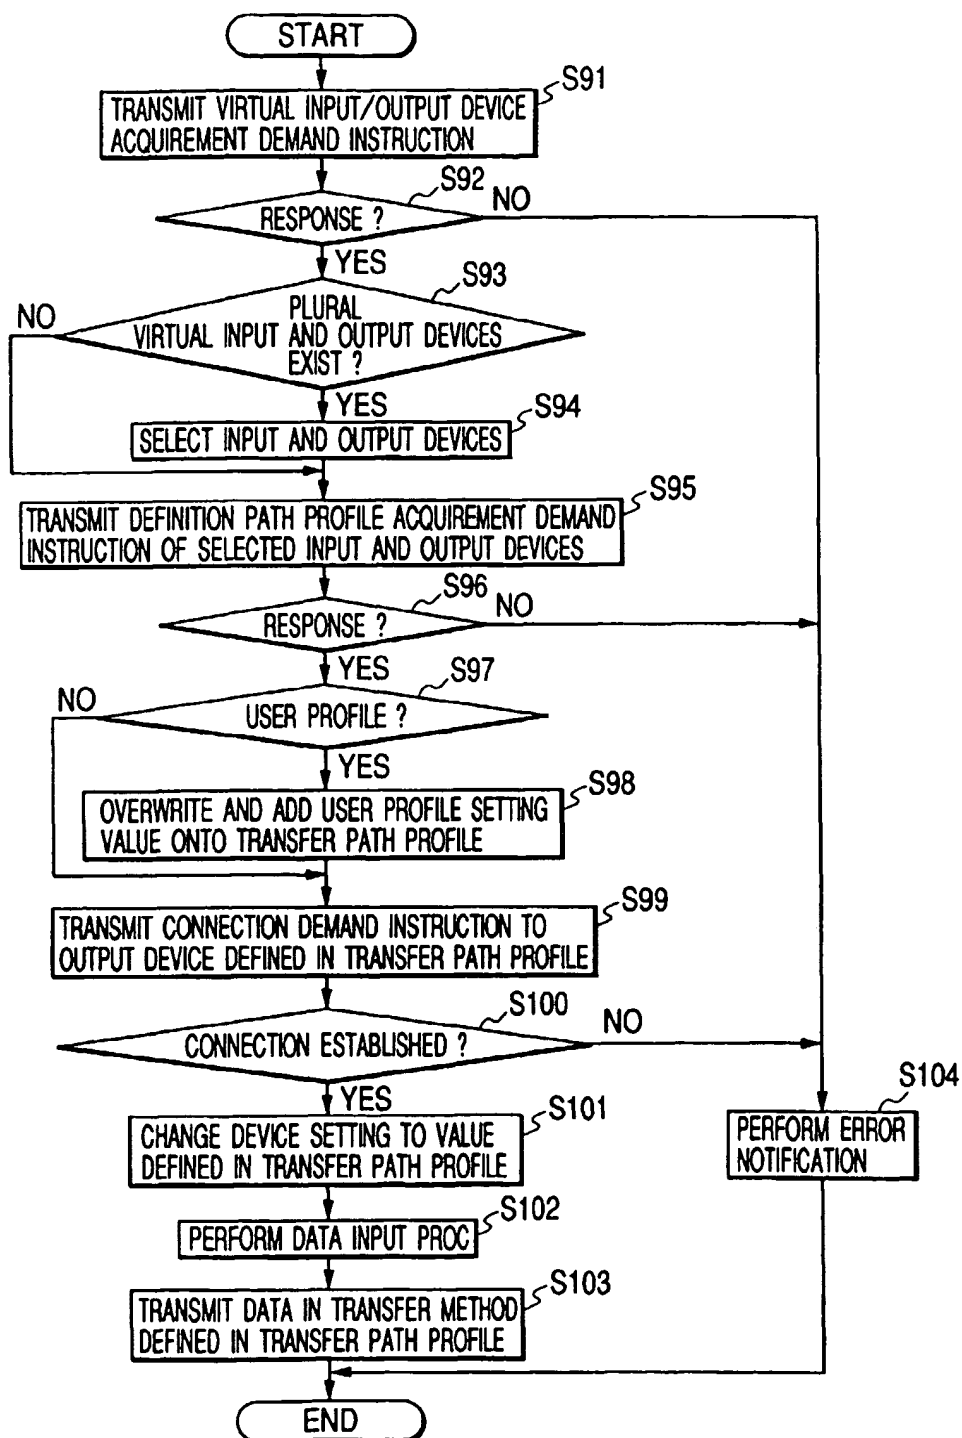 START
S91
TRANSMIT VIRTUAL INPUT/OUTPUT DEVICE
ACQUIREMENT DEMAND INSTRUCTION
S92
RESPONSE ?
NO
YES
S93
NO
PLURAL
VIRTUAL INPUT AND OUTPUT DEVICES
EXIST ?
YES
S94
SELECT INPUT AND OUTPUT DEVICES
S95
TRANSMIT DEFINITION PATH PROFILE ACQUIREMENT DEMAND
INSTRUCTION OF SELECTED INPUT AND OUTPUT DEVICES
S96
RESPONSE ?
NO
YES
S97
NO
USER PROFILE ?
YES
S98
OVERWRITE AND ADD USER PROFILE SETTING
VALUE ONTO TRANSFER PATH PROFILE
S99
TRANSMIT CONNECTION DEMAND INSTRUCTION TO
OUTPUT DEVICE DEFINED IN TRANSFER PATH PROFILE
S100
CONNECTION ESTABLISHED ?
NO
YES
S101
CHANGE DEVICE SETTING TO VALUE
DEFINED IN TRANSFER PATH PROFILE
S104
PERFORM ERROR
NOTIFICATION
S102
PERFORM DATA INPUT PROC
S103
TRANSMIT DATA IN TRANSFER METHOD
DEFINED IN TRANSFER PATH PROFILE
END